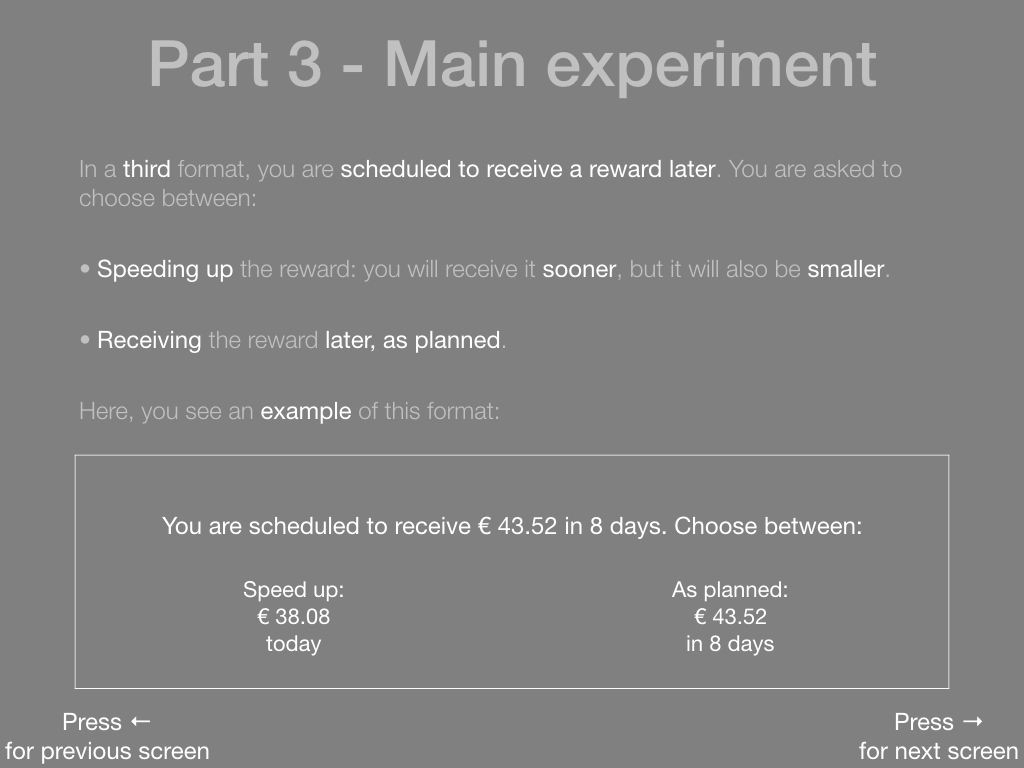 Part 3 - Main experiment
In a third format, you are scheduled to receive a reward later. You are asked to
choose between:
• Speeding up the reward: you will receive it sooner, but it will also be smaller.
• Receiving the reward later, as planned.
Here, you see an example of this format:
You are scheduled to receive € 43.52 in 8 days. Choose between:
Speed up:
€ 38.08
today
As planned:
€ 43.52
in 8 days
Press ←
for previous screen
Press →
for next screen